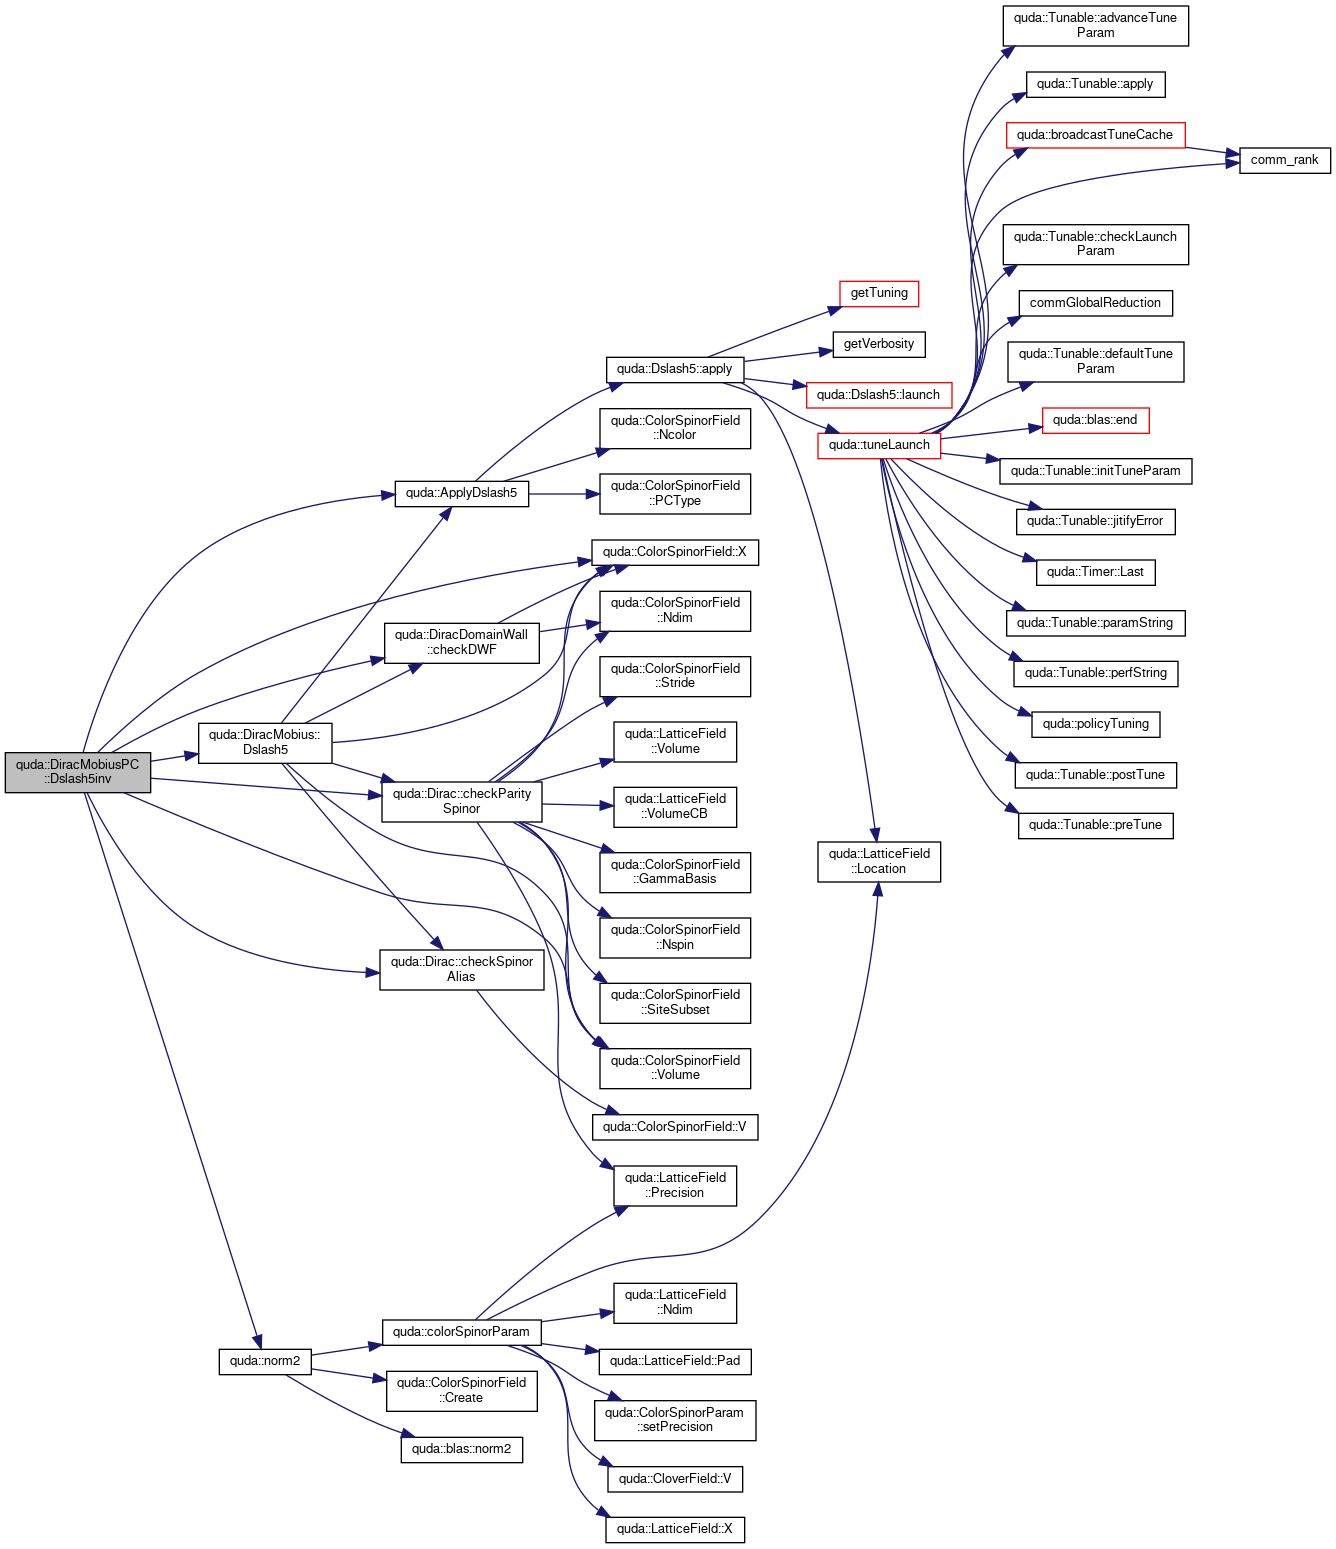 quda::DiracMobiusPC
::Dslash5inv
quda::DiracMobius::
Dslash5
quda::norm2
quda::ApplyDslash5
quda::DiracDomainWall
::checkDWF
quda::Dirac::checkParity
Spinor
quda::Dirac::checkSpinor
Alias
quda::colorSpinorParam
quda::ColorSpinorField
::Create
quda::blas::norm2
quda::Dslash5::apply
quda::ColorSpinorField
::Ncolor
quda::ColorSpinorField
::PCType
quda::ColorSpinorField::X
quda::ColorSpinorField
::Ndim
quda::ColorSpinorField
::Stride
quda::LatticeField
::Volume
quda::LatticeField
::VolumeCB
quda::ColorSpinorField
::GammaBasis
quda::ColorSpinorField
::Nspin
quda::ColorSpinorField
::SiteSubset
quda::ColorSpinorField
::Volume
quda::ColorSpinorField::V
quda::LatticeField
::Precision
quda::LatticeField
::Ndim
quda::LatticeField::Pad
quda::ColorSpinorParam
::setPrecision
quda::CloverField::V
quda::LatticeField::X
getTuning
getVerbosity
quda::Dslash5::launch
quda::tuneLaunch
quda::LatticeField
::Location
quda::Tunable::advanceTune
Param
quda::Tunable::apply
quda::broadcastTuneCache
comm_rank
quda::Tunable::checkLaunch
Param
commGlobalReduction
quda::Tunable::defaultTune
Param
quda::blas::end
quda::Tunable::initTuneParam
quda::Tunable::jitifyError
quda::Timer::Last
quda::Tunable::paramString
quda::Tunable::perfString
quda::policyTuning
quda::Tunable::postTune
quda::Tunable::preTune